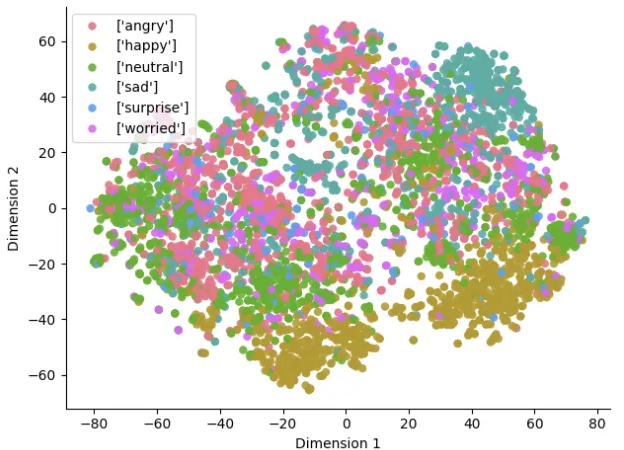 ['angry']
['happy']
['neutral']
['sad']
['surprise']
['worried']
60
40
20
0
−20
−40
−60
Dimension 2
−80 −60 −40 −20 0 20 40 60 80
Dimension 1